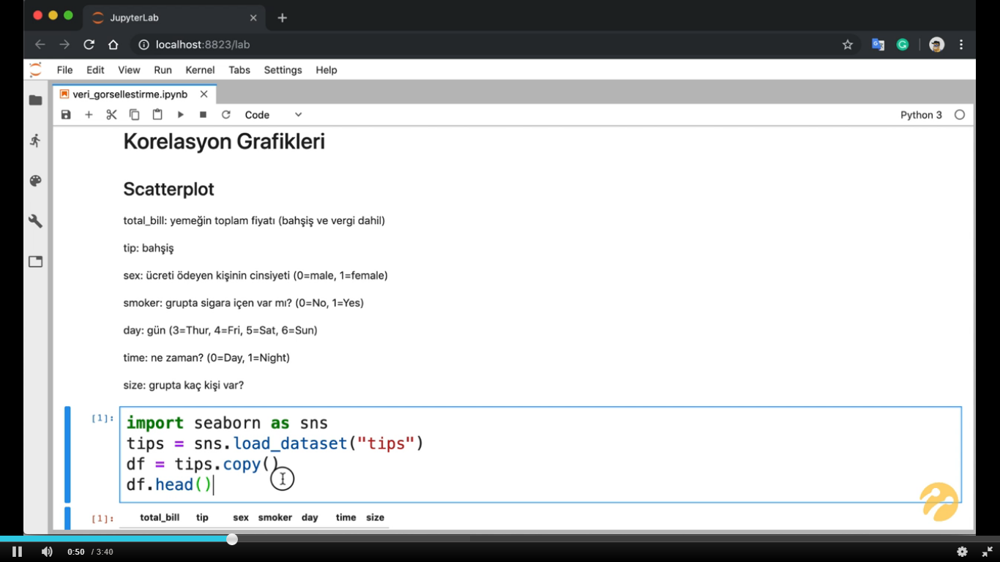 JupyterLab
localhost:8823/lab
File Edit View Run Kernel Tabs Settings Help
veri_gorsellestirme.ipynb
Code Python 3
Korelasyon Grafikleri
Scatterplot
total_bill: yemeğin toplam fiyatı (bahşiş ve vergi dahil)
tip: bahşiş
sex: ücreti ödeyen kişinin cinsiyeti (0=male, 1=female)
smoker: grupta sigara içen var mı? (0=No, 1=Yes)
day: gün (3=Thur, 4=Fri, 5=Sat, 6=Sun)
time: ne zaman? (0=Day, 1=Night)
size: grupta kaç kişi var?
[1]: import seaborn as sns
tips = sns.load_dataset("tips")
df = tips.copy()
df.head()
[1]: total_bill tip sex smoker day time size
0:50 / 3:40